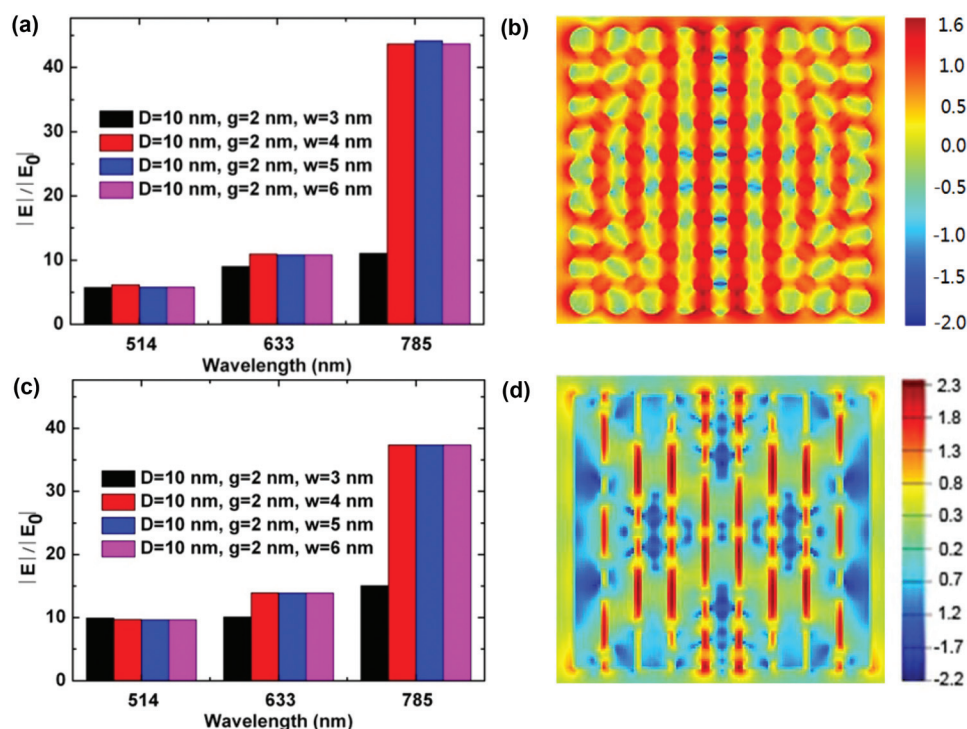 (a)
|E|/|E0|
40
30
20
10
0
D=10 nm, g=2 nm, w=3 nm
D=10 nm, g=2 nm, w=4 nm
D=10 nm, g=2 nm, w=5 nm
D=10 nm, g=2 nm, w=6 nm
514 633 785
Wavelength (nm)
(b)
1.6
1.0
0.5
0.0
-0.5
-1.0
-1.5
-2.0
(c)
|E|/|E0|
40
30
20
10
0
D=10 nm, g=2 nm, w=3 nm
D=10 nm, g=2 nm, w=4 nm
D=10 nm, g=2 nm, w=5 nm
D=10 nm, g=2 nm, w=6 nm
514 633 785
Wavelength (nm)
(d)
2.3
1.8
1.3
0.7
0.2
-0.2
-0.7
-1.2
-1.7
-2.2